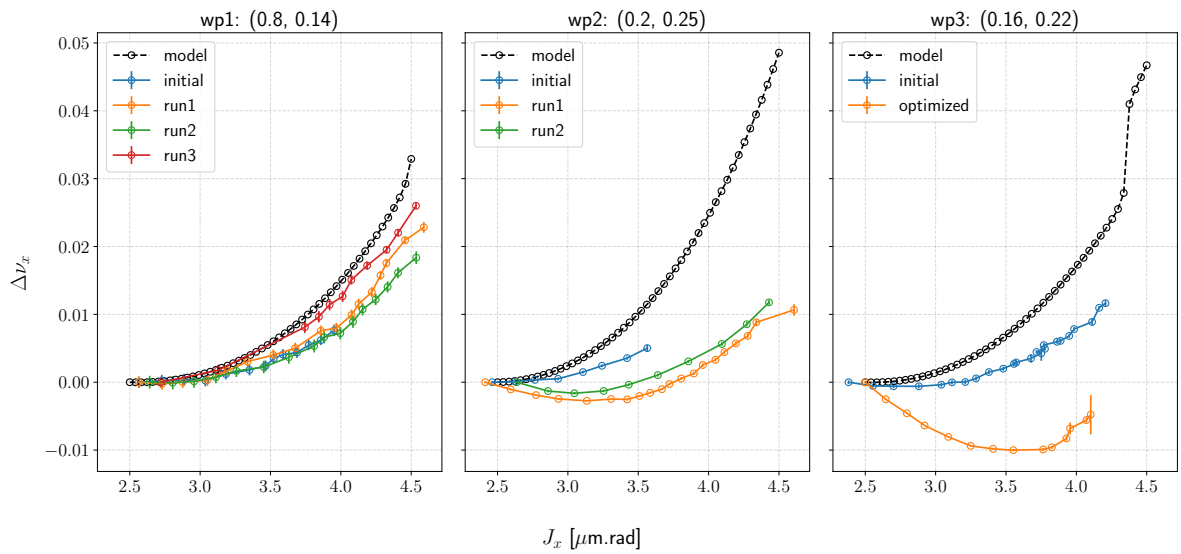 wp1: (0.8, 0.14)
wp2: (0.2, 0.25)
wp3: (0.16, 0.22)
0.05
0.04
0.03
0.02
0.01
0.00
−0.01
Δν_x
model
initial
run1
run2
run3
model
initial
run1
run2
model
initial
optimized
2.5 3.0 3.5 4.0 4.5
2.5 3.0 3.5 4.0 4.5
2.5 3.0 3.5 4.0 4.5
J_x [μm.rad]